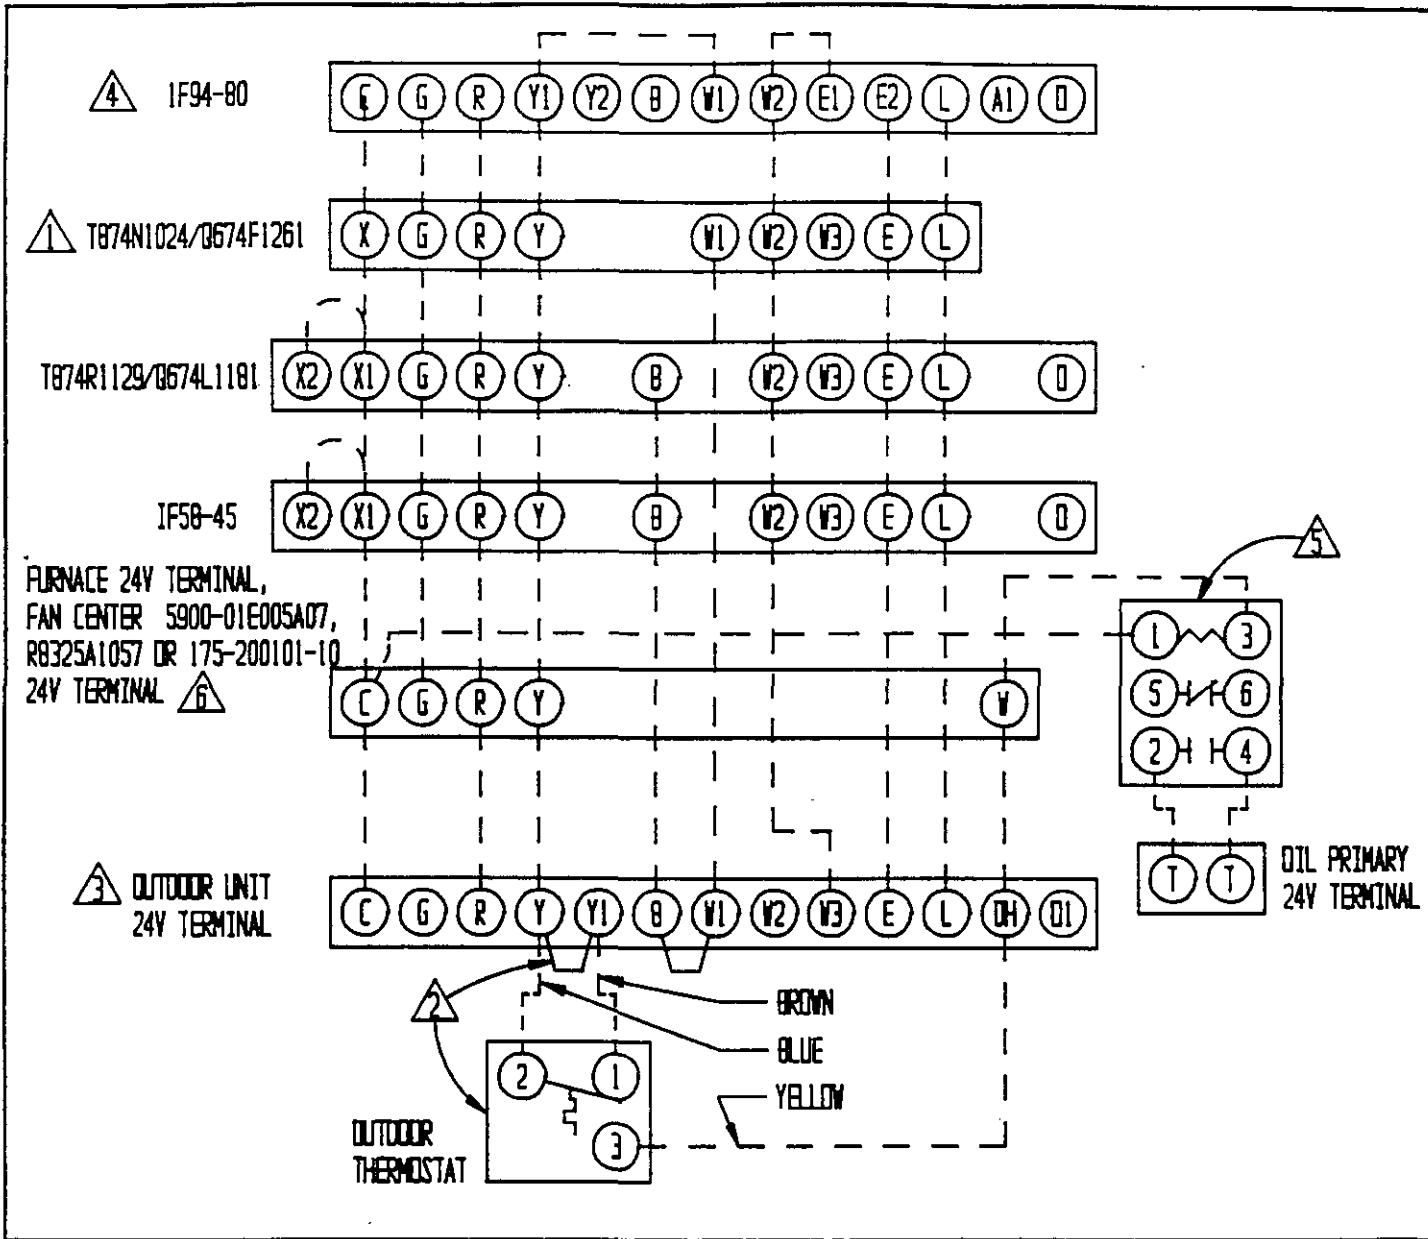 4 1F94-80 C G R Y1 Y2 B W1 W2 E1 E2 L A1 O
1 T874N1024/Q674F1261 X G R Y W1 W2 W3 E L
T874R1129/Q674L1181 X2 X1 G R Y B W2 W3 E L O
IF58-45 X2 X1 G R Y B W2 W3 E L O
5
FURNACE 24V TERMINAL,
FAN CENTER 5900-01E005A07,
R8325A1057 OR 175-200101-10
24V TERMINAL 6
C G R Y W
1 3
5 6
2 4
T T
OIL PRIMARY
24V TERMINAL
3 OUTDOOR UNIT
24V TERMINAL
C G R Y Y1 B W1 W2 W3 E L OH O1
2
BROWN
BLUE
YELLOW
2 1
3
OUTDOOR
THERMOSTAT